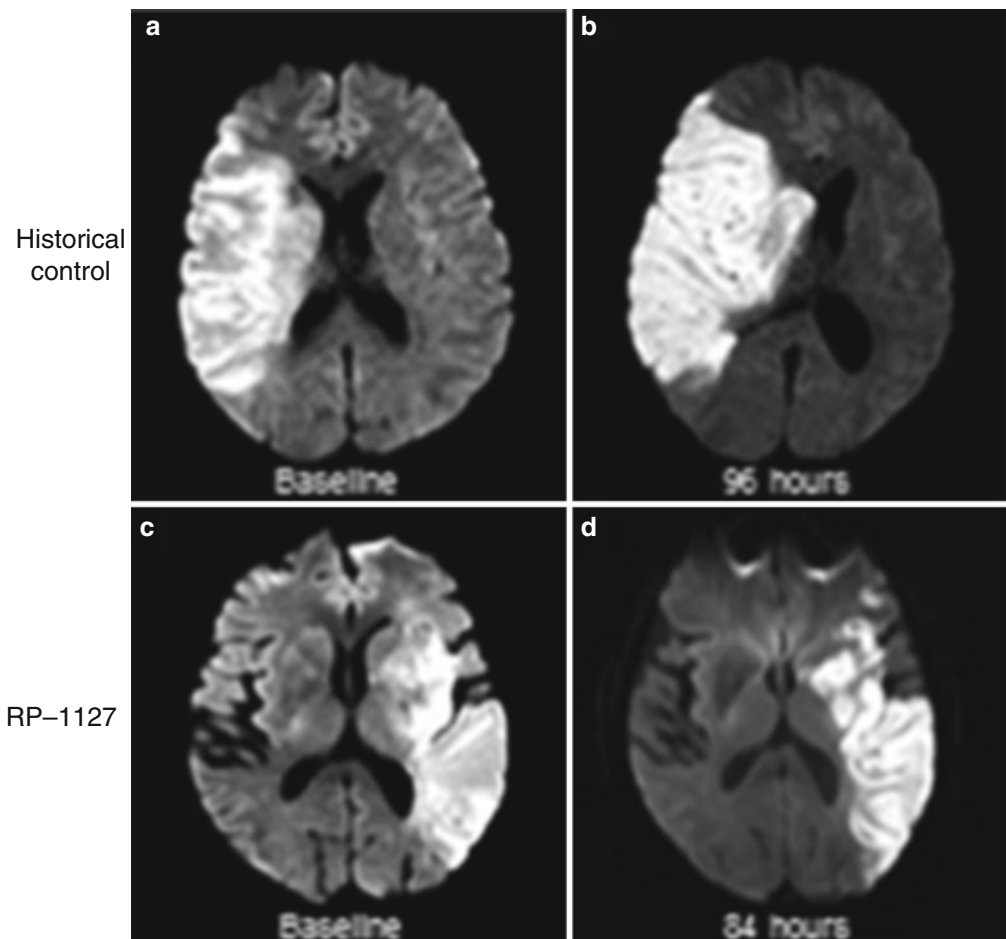 a
b
Historical
control
Baseline
96 hours
c
d
RP–1127
Baseline
84 hours